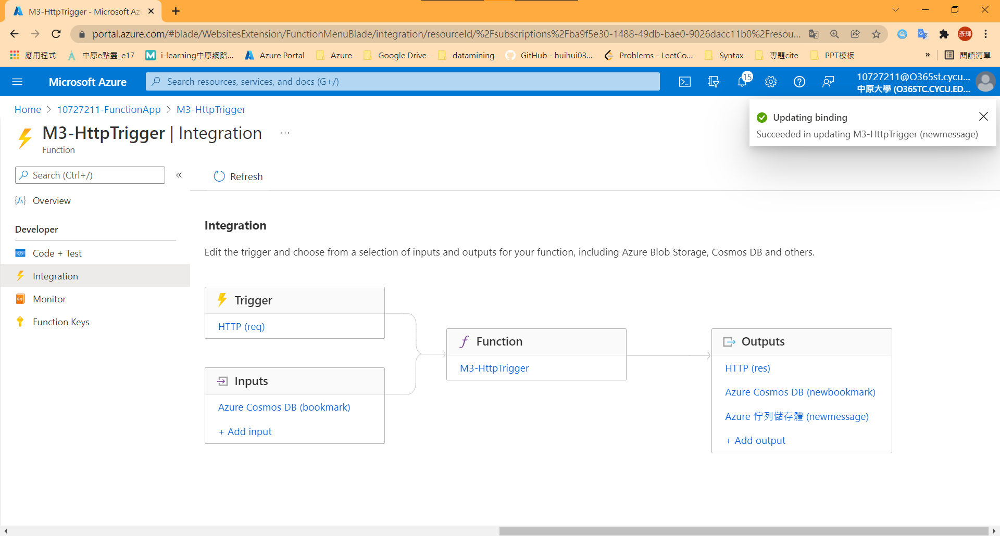 M3-HttpTrigger - Microsoft Az
portal.azure.com/#blade/WebsitesExtension/FunctionMenuBlade/integration/resourceId/%2Fsubscriptions%2Fba9f5e30-1488-49db-bae0-9026dacc11b0%2Fresou...
彥輝
應用程式
中原e點靈_e17
i-learning中原網路...
Azure Portal
Azure
Google Drive
datamining
GitHub - huihui03...
Problems - LeetCo...
Syntax
專題cite
PPT模板
»
閱讀清單
Microsoft Azure
Search resources, services, and docs (G+/)
15
10727211@O365st.cycu...
中原大學 (O365TC.CYCU.ED...
Home > 10727211-FunctionApp > M3-HttpTrigger
Updating binding
Succeeded in updating M3-HttpTrigger (newmessage)
M3-HttpTrigger | Integration ...
Function
Search (Ctrl+/)
«
Refresh
Overview
Developer
Code + Test
Integration
Monitor
Function Keys
Integration
Edit the trigger and choose from a selection of inputs and outputs for your function, including Azure Blob Storage, Cosmos DB and others.
Trigger
HTTP (req)
Inputs
Azure Cosmos DB (bookmark)
+ Add input
Function
M3-HttpTrigger
Outputs
HTTP (res)
Azure Cosmos DB (newbookmark)
Azure 佇列儲存體 (newmessage)
+ Add output